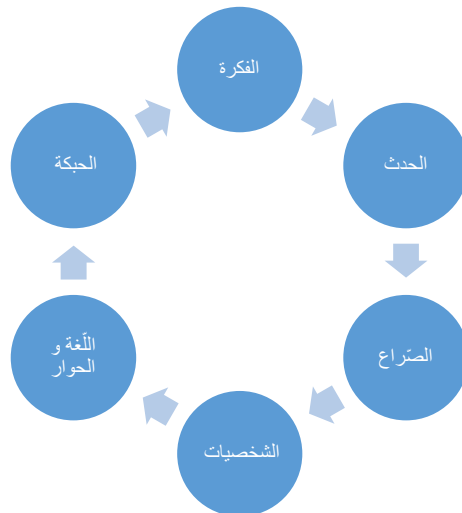 الفكرة
الحدث
الصّراع
الشخصيات
اللّغة و
الحوار
الحبكة